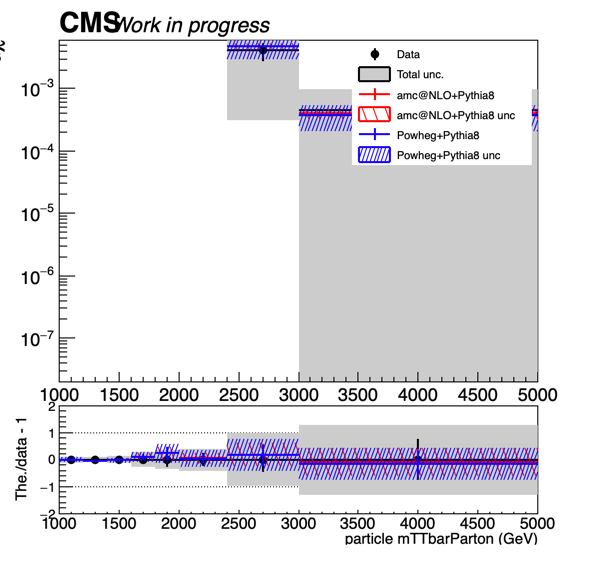 CMS Work in progress
Data
Total unc.
amc@NLO+Pythia8
amc@NLO+Pythia8 unc
Powheg+Pythia8
Powheg+Pythia8 unc
10⁻³
10⁻⁴
10⁻⁵
10⁻⁶
10⁻⁷
1000 1500 2000 2500 3000 3500 4000 4500 5000
The./data - 1
2
1
0
−1
−2
1000 1500 2000 2500 3000 3500 4000 4500 5000
particle mTTbarParton (GeV)